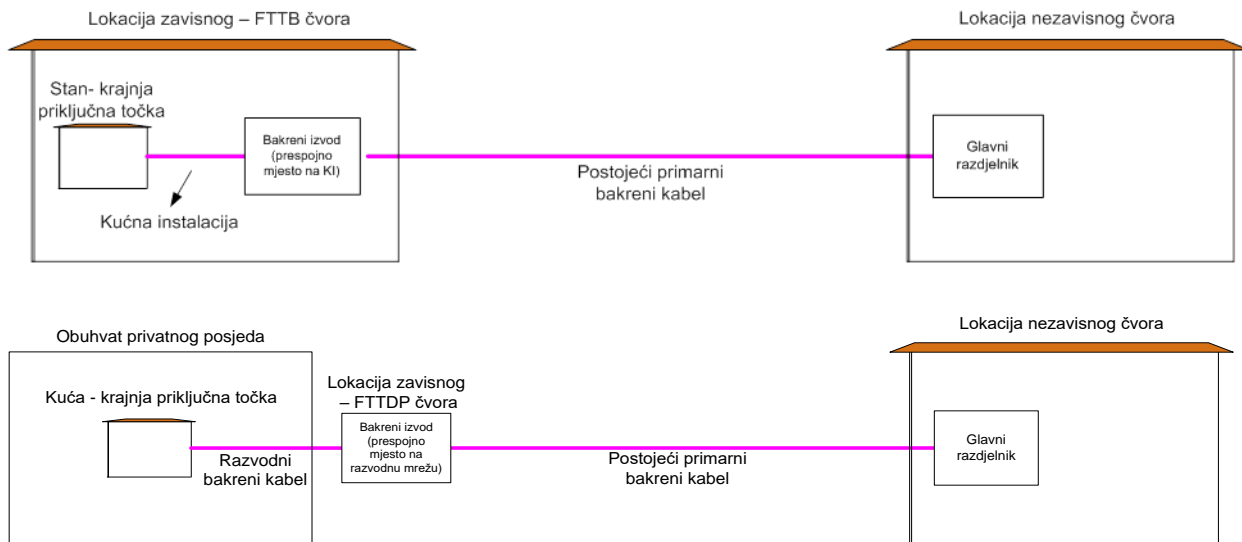 Lokacija zavisnog – FTTB čvora
Lokacija nezavisnog čvora
Stan- krajnja
priključna točka
Bakreni izvod
(prespojno
mjesto na KI)
Kućna instalacija
Postojeći primarni
bakreni kabel
Glavni
razdjelnik
Obuhvat privatnog posjeda
Lokacija nezavisnog čvora
Kuća - krajnja priključna točka
Lokacija zavisnog
– FTTDP čvora
Bakreni izvod
(prespojno
mjesto na
razvodnu mrežu)
Razvodni
bakreni kabel
Postojeći primarni
bakreni kabel
Glavni
razdjelnik